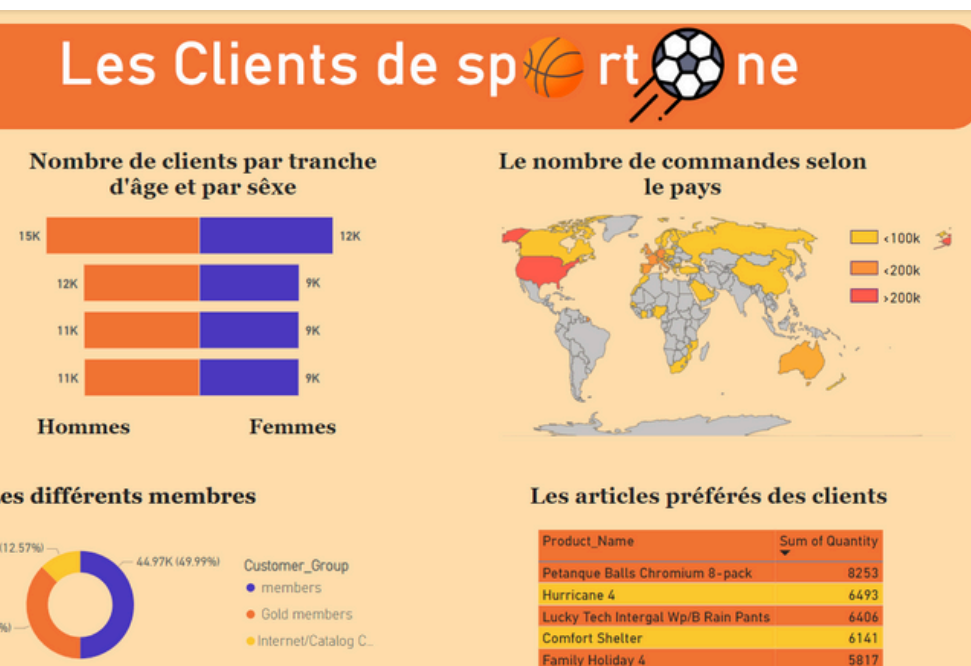 Les Clients de sp rt ne
Nombre de clients par tranche
d'âge et par sêxe
15K 12K
12K 9K
11K 9K
11K 9K
Hommes Femmes
Le nombre de commandes selon
le pays
<100k
<200k
>200k
es différents membres
(12.57%)
44.97K (49.99%)
%)
Customer_Group
members
Gold members
Internet/Catalog C...
Les articles préférés des clients
Product_Name Sum of Quantity
Petanque Balls Chromium 8-pack 8253
Hurricane 4 6493
Lucky Tech Intergal Wp/B Rain Pants 6406
Comfort Shelter 6141
Family Holiday 4 5817